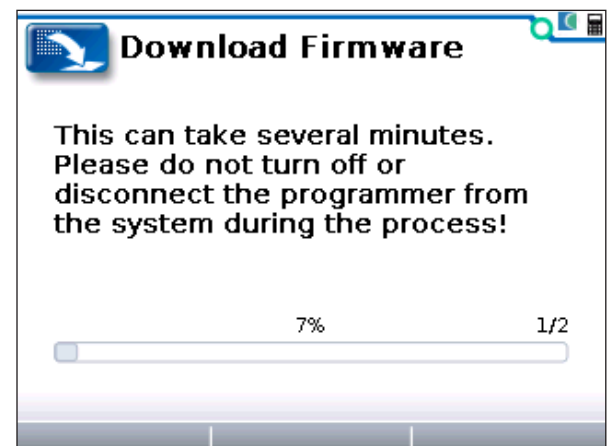 Download Firmware
This can take several minutes.
Please do not turn off or
disconnect the programmer from
the system during the process!
7% 1/2